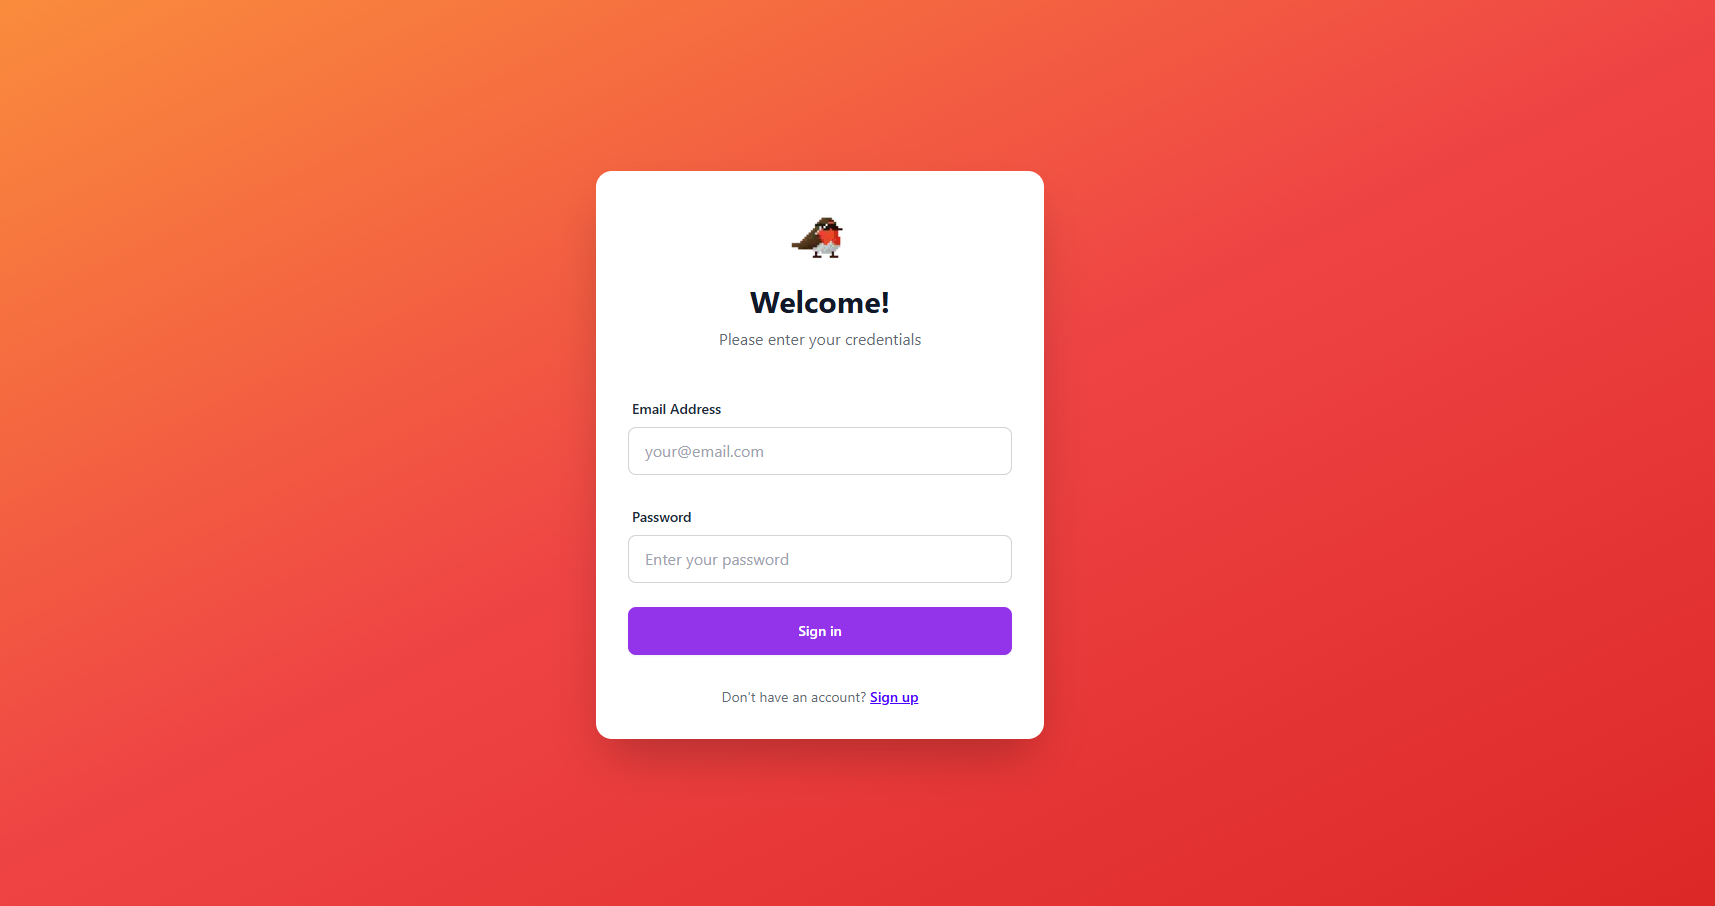 Welcome!
Please enter your credentials
Email Address
your@email.com
Password
Enter your password
Sign in
Don't have an account? Sign up